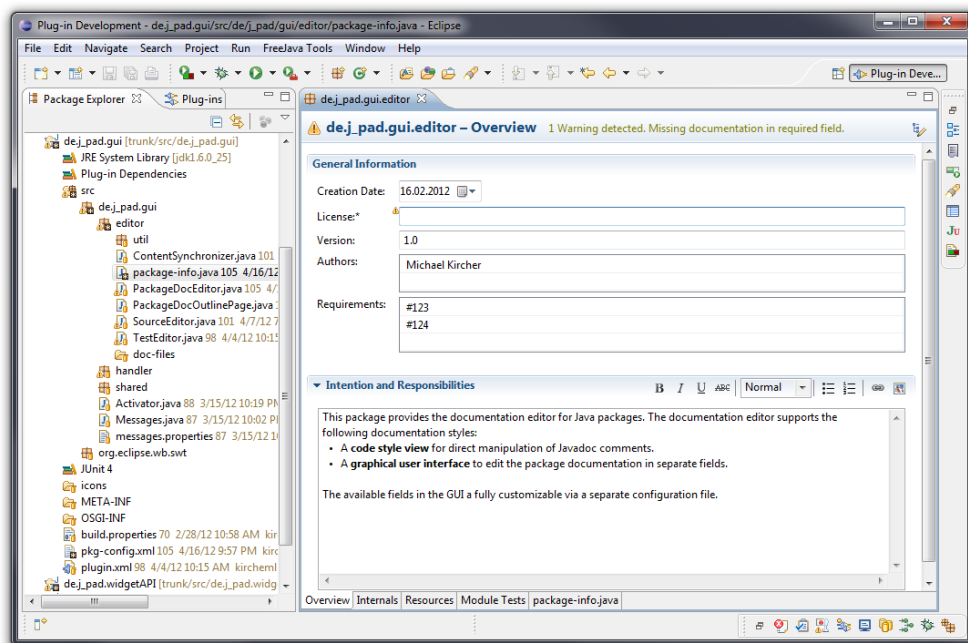 Plug-in Development - de.j_pad.gui/src/de/j_pad/gui/editor/package-info.java - Eclipse
File Edit Navigate Search Project Run FreeJava Tools Window Help
Plug-in Deve...
Package Explorer Plug-ins
de.j_pad.gui [trunk/src/de.j_pad.gui]
JRE System Library [jdk1.6.0_25]
Plug-in Dependencies
src
de.j_pad.gui
editor
util
ContentSynchronizer.java 101
package-info.java 105 4/16/12
PackageDocEditor.java 105 4/
PackageDocOutlinePage.java
SourceEditor.java 101 4/7/12 7
TestEditor.java 98 4/4/12 10:15
doc-files
handler
shared
Activator.java 88 3/15/12 10:19 PM
Messages.java 87 3/15/12 10:02 P
messages.properties 87 3/15/12 1
org.eclipse.wb.swt
JUnit 4
icons
META-INF
OSGI-INF
build.properties 70 2/28/12 10:58 AM kir
pkg-config.xml 105 4/16/12 9:57 PM kirc
plugin.xml 98 4/4/12 10:15 AM kircheml
de.j_pad.widgetAPI [trunk/src/de.j_pad.widg
de.j_pad.gui.editor
de.j_pad.gui.editor – Overview 1 Warning detected. Missing documentation in required field.
General Information
Creation Date: 16.02.2012
License:*
Version: 1.0
Authors: Michael Kircher
Requirements: #123
#124
Intention and Responsibilities B I U ABC Normal
This package provides the documentation editor for Java packages. The documentation editor supports the
following documentation styles:
• A code style view for direct manipulation of Javadoc comments.
• A graphical user interface to edit the package documentation in separate fields.
The available fields in the GUI a fully customizable via a separate configuration file.
Overview Internals Resources Module Tests package-info.java
Ju